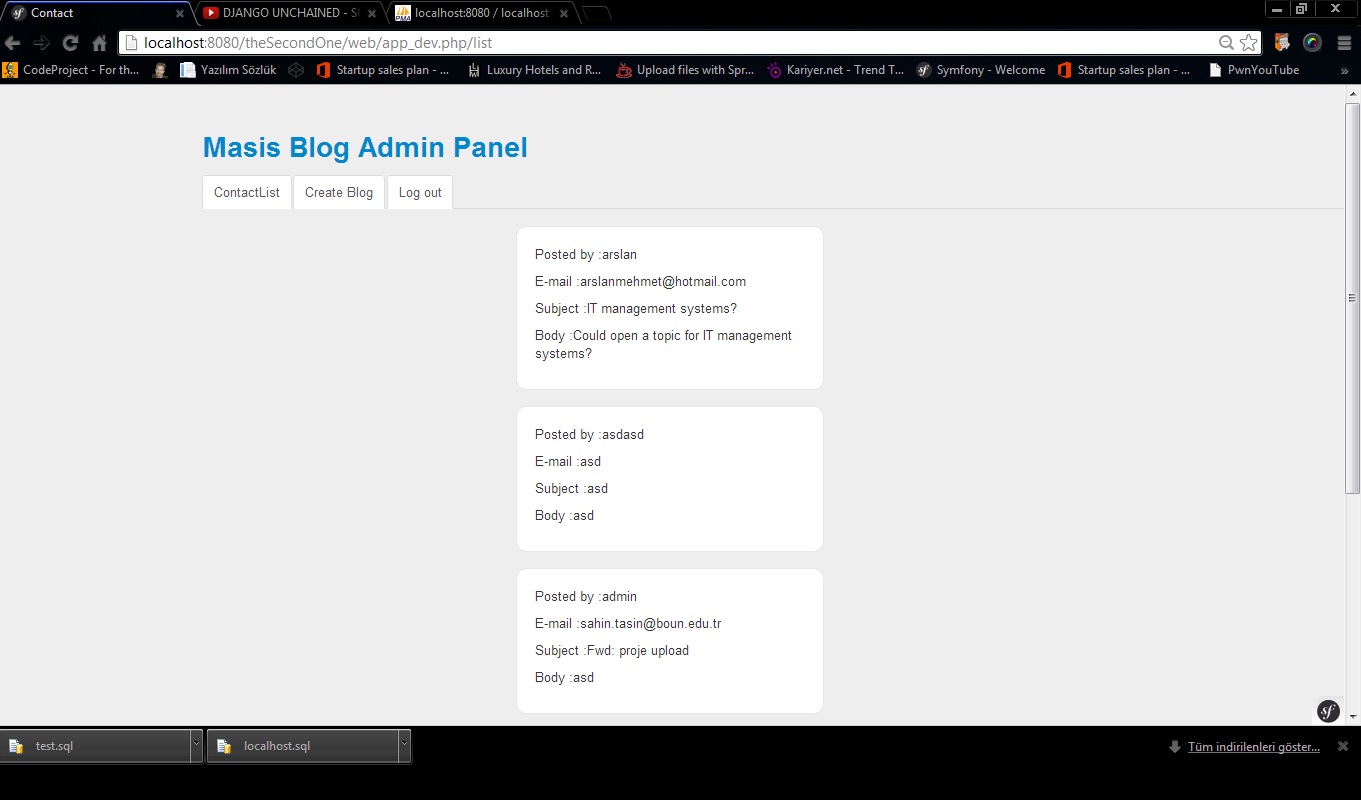 Contact
DJANGO UNCHAINED - S
localhost:8080 / localhost
localhost:8080/theSecondOne/web/app_dev.php/list
CodeProject - For th...
Yazılım Sözlük
Startup sales plan - ...
Luxury Hotels and R...
Upload files with Spr...
Kariyer.net - Trend T...
Symfony - Welcome
Startup sales plan - ...
PwnYouTube
»
Masis Blog Admin Panel
ContactList
Create Blog
Log out
Posted by :arslan
E-mail :arslanmehmet@hotmail.com
Subject :IT management systems?
Body :Could open a topic for IT management
systems?
Posted by :asdasd
E-mail :asd
Subject :asd
Body :asd
Posted by :admin
E-mail :sahin.tasin@boun.edu.tr
Subject :Fwd: proje upload
Body :asd
sf
test.sql
localhost.sql
Tüm indirilenleri göster...